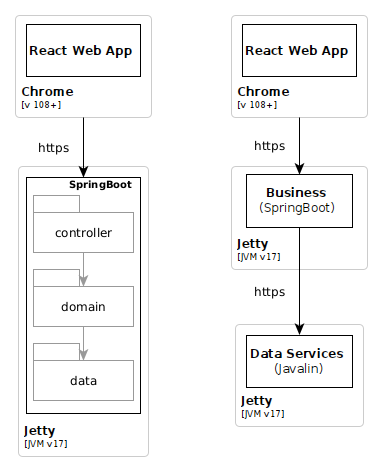 React Web App
Chrome
[v 108+]
https
SpringBoot
controller
domain
data
Jetty
[JVM v17]
React Web App
Chrome
[v 108+]
https
Business
(SpringBoot)
Jetty
[JVM v17]
https
Data Services
(Javalin)
Jetty
[JVM v17]